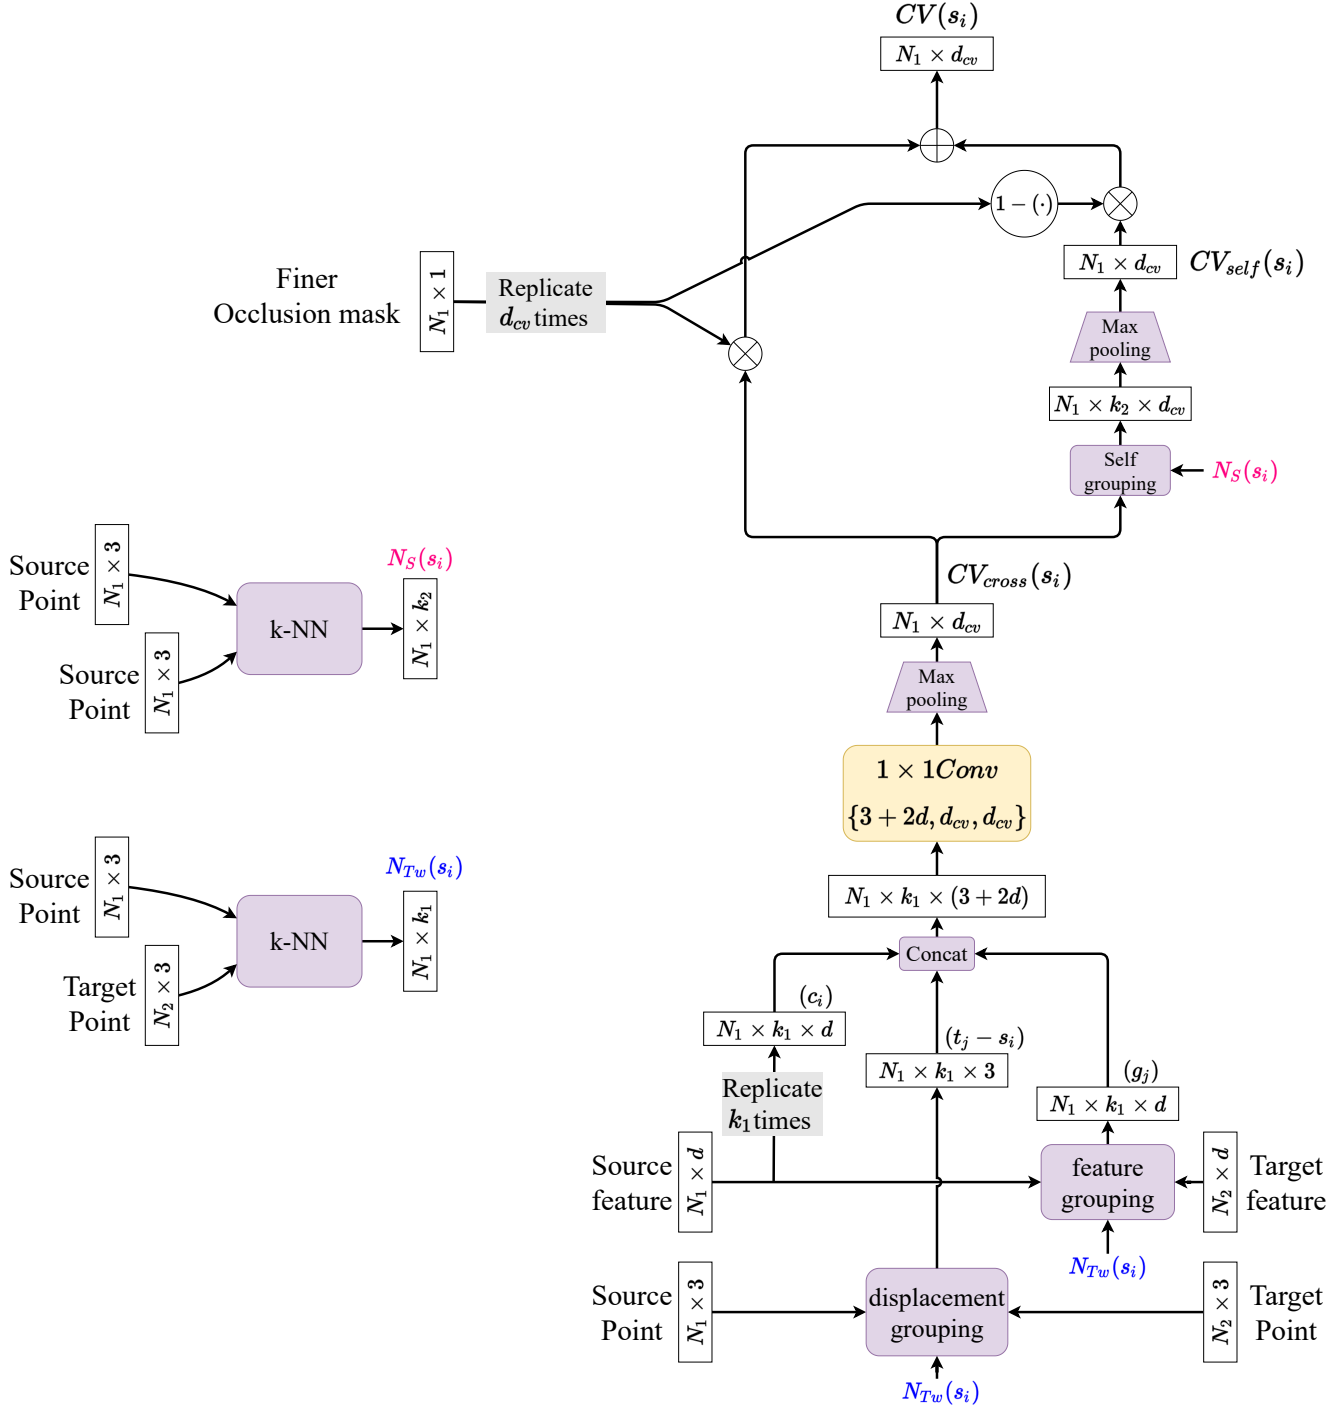 CV(s_i)
N_1 × d_cv
1 − (·)
N_1 × d_cv
CV_self(s_i)
Finer
Occlusion mask
N_1 × 1
Replicate
d_cv times
Max
pooling
N_1 × k_2 × d_cv
Self
grouping
N_S(s_i)
Source
Point
N_1 × 3
Source
Point
N_1 × 3
k-NN
N_S(s_i)
N_1 × k_2
CV_cross(s_i)
N_1 × d_cv
Max
pooling
1 × 1Conv
{3 + 2d, d_cv, d_cv}
Source
Point
N_1 × 3
Target
Point
N_2 × 3
k-NN
N_Tw(s_i)
N_1 × k_1
N_1 × k_1 × (3 + 2d)
Concat
(c_i)
N_1 × k_1 × d
(t_j − s_i)
N_1 × k_1 × 3
(g_j)
N_1 × k_1 × d
Replicate
k_1 times
Source
feature
N_1 × d
feature
grouping
N_2 × d
Target
feature
N_Tw(s_i)
Source
Point
N_1 × 3
displacement
grouping
N_2 × 3
Target
Point
N_Tw(s_i)